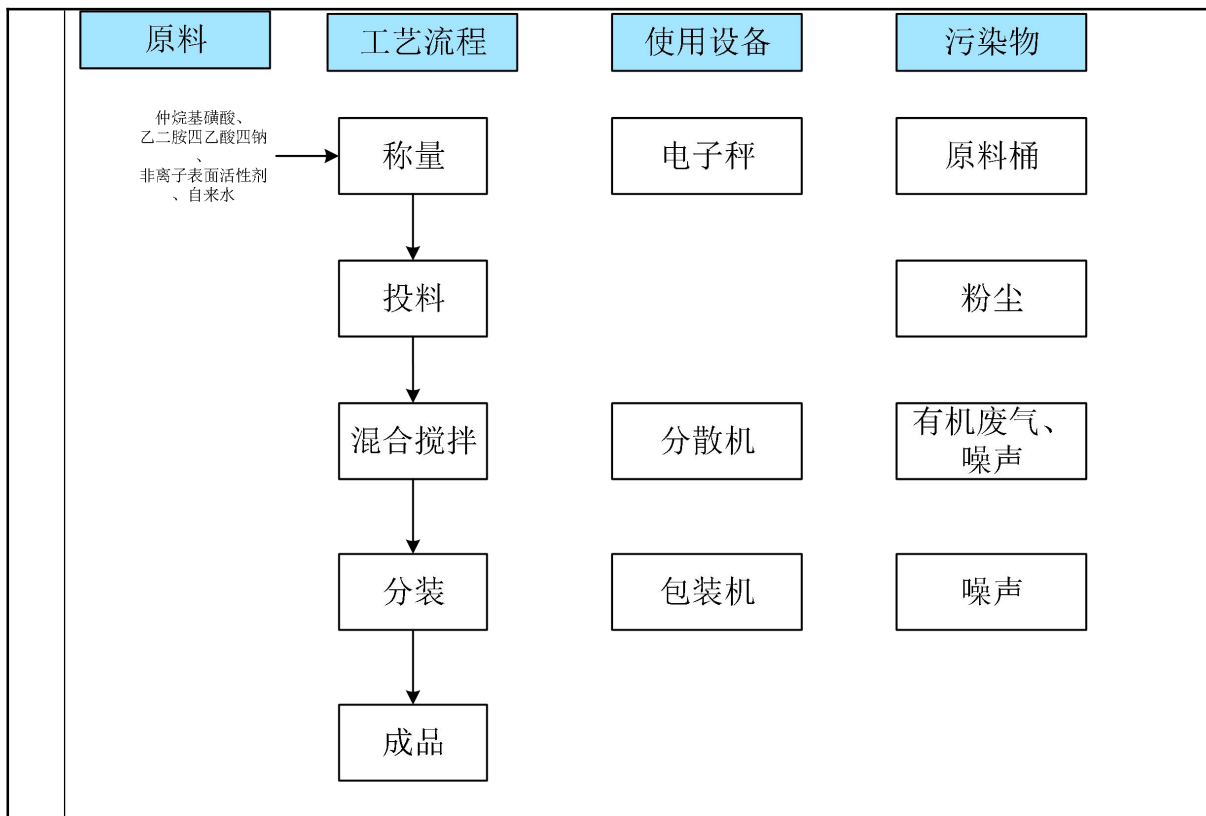 原料
工艺流程
使用设备
污染物
仲烷基磺酸、
乙二胺四乙酸四钠
、
非离子表面活性剂
、自来水
称量
电子秤
原料桶
投料
粉尘
混合搅拌
分散机
有机废气、
噪声
分装
包装机
噪声
成品